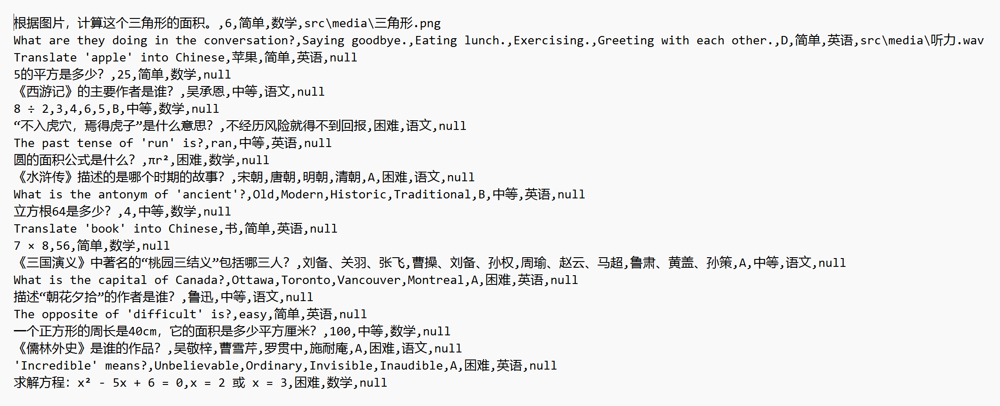 根据图片，计算这个三角形的面积。,6,简单,数学,src\media\三角形.png
What are they doing in the conversation?,Saying goodbye.,Eating lunch.,Exercising.,Greeting with each other.,D,简单,英语,src\media\听力.wav
Translate 'apple' into Chinese,苹果,简单,英语,null
5的平方是多少？,25,简单,数学,null
《西游记》的主要作者是谁？,吴承恩,中等,语文,null
8 ÷ 2,3,4,6,5,B,中等,数学,null
“不入虎穴，焉得虎子”是什么意思？,不经历风险就得不到回报,困难,语文,null
The past tense of 'run' is?,ran,中等,英语,null
圆的面积公式是什么？,πr²,困难,数学,null
《水浒传》描述的是哪个时期的故事？,宋朝,唐朝,明朝,清朝,A,困难,语文,null
What is the antonym of 'ancient'?,Old,Modern,Historic,Traditional,B,中等,英语,null
立方根64是多少？,4,中等,数学,null
Translate 'book' into Chinese,书,简单,英语,null
7 × 8,56,简单,数学,null
《三国演义》中著名的“桃园三结义”包括哪三人？,刘备、关羽、张飞,曹操、刘备、孙权,周瑜、赵云、马超,鲁肃、黄盖、孙策,A,中等,语文,null
What is the capital of Canada?,Ottawa,Toronto,Vancouver,Montreal,A,困难,英语,null
描述“朝花夕拾”的作者是谁？,鲁迅,中等,语文,null
The opposite of 'difficult' is?,easy,简单,英语,null
一个正方形的周长是40cm，它的面积是多少平方厘米？,100,中等,数学,null
《儒林外史》是谁的作品？,吴敬梓,曹雪芹,罗贯中,施耐庵,A,困难,语文,null
'Incredible' means?,Unbelievable,Ordinary,Invisible,Inaudible,A,困难,英语,null
求解方程：x² - 5x + 6 = 0,x = 2 或 x = 3,困难,数学,null